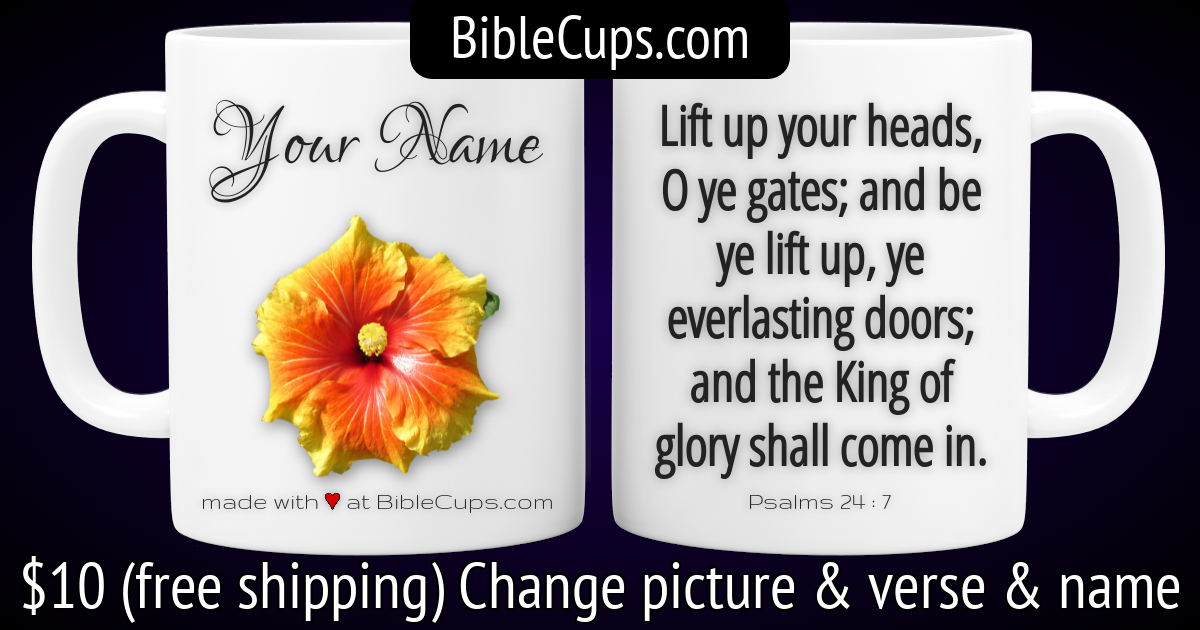 BibleCups.com
Your Name
made with ♥ at BibleCups.com
Lift up your heads,
O ye gates; and be
ye lift up, ye
everlasting doors;
and the King of
glory shall come in.
Psalms 24 : 7
$10 (free shipping) Change picture & verse & name